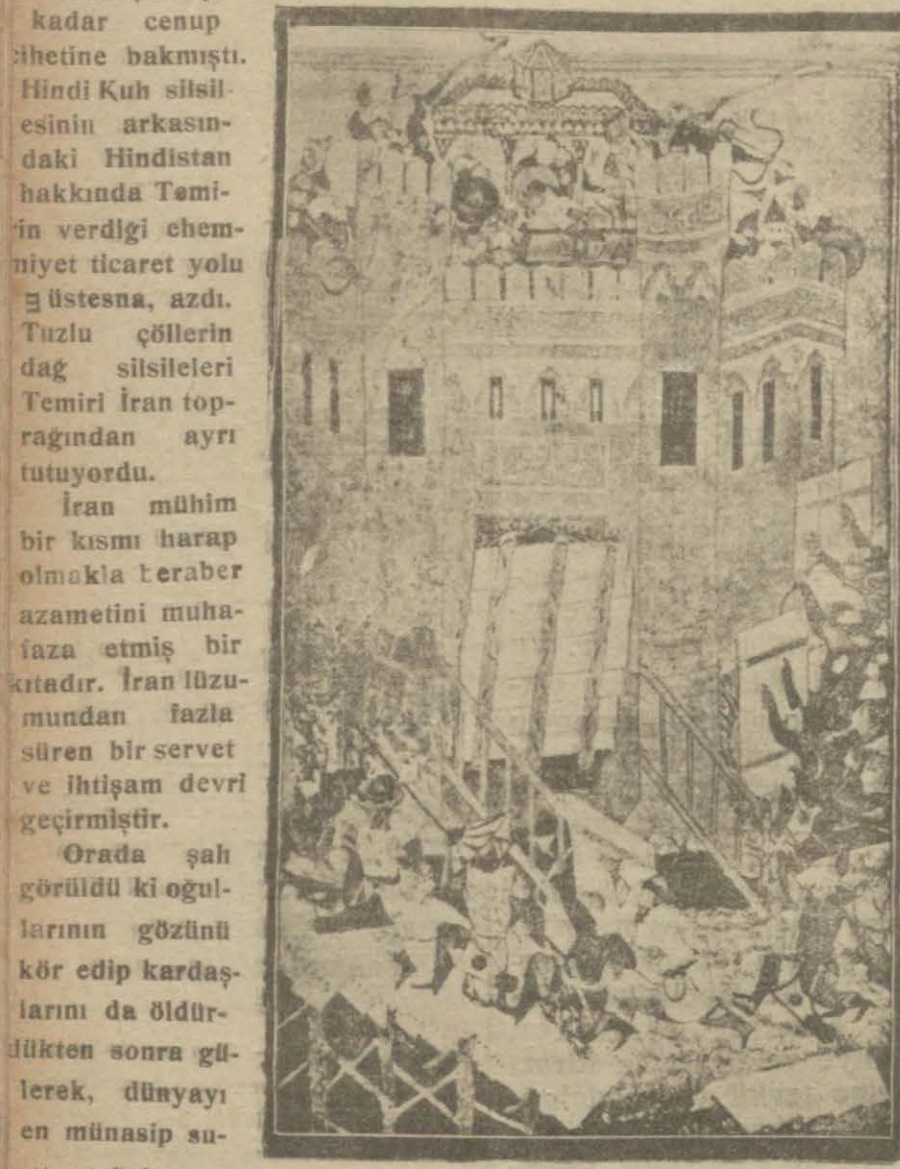 kadar cenup
cihetine bakmıştı.
Hindi Kuh silsil-
esinin arkasın-
daki Hindistan
hakkında Temi-
rin verdiği ehem-
miyet ticaret yolu
müstesna, azdı.
Tuzlu çöllerin
dağ silsileleri
Temiri İran top-
rağından ayrı
tutuyordu.
İran mühim
bir kısmı harap
olmakla beraber
azametini muha-
faza etmiş bir
kıtadır. İran lüzu-
mundan fazla
süren bir servet
ve ihtişam devri
geçirmiştir.
Orada şah
görüldü ki oğul-
larının gözünü
kör edip kardaş-
larını da öldür-
dükten sonra gü-
lerek, dünyayı
en münasip su-